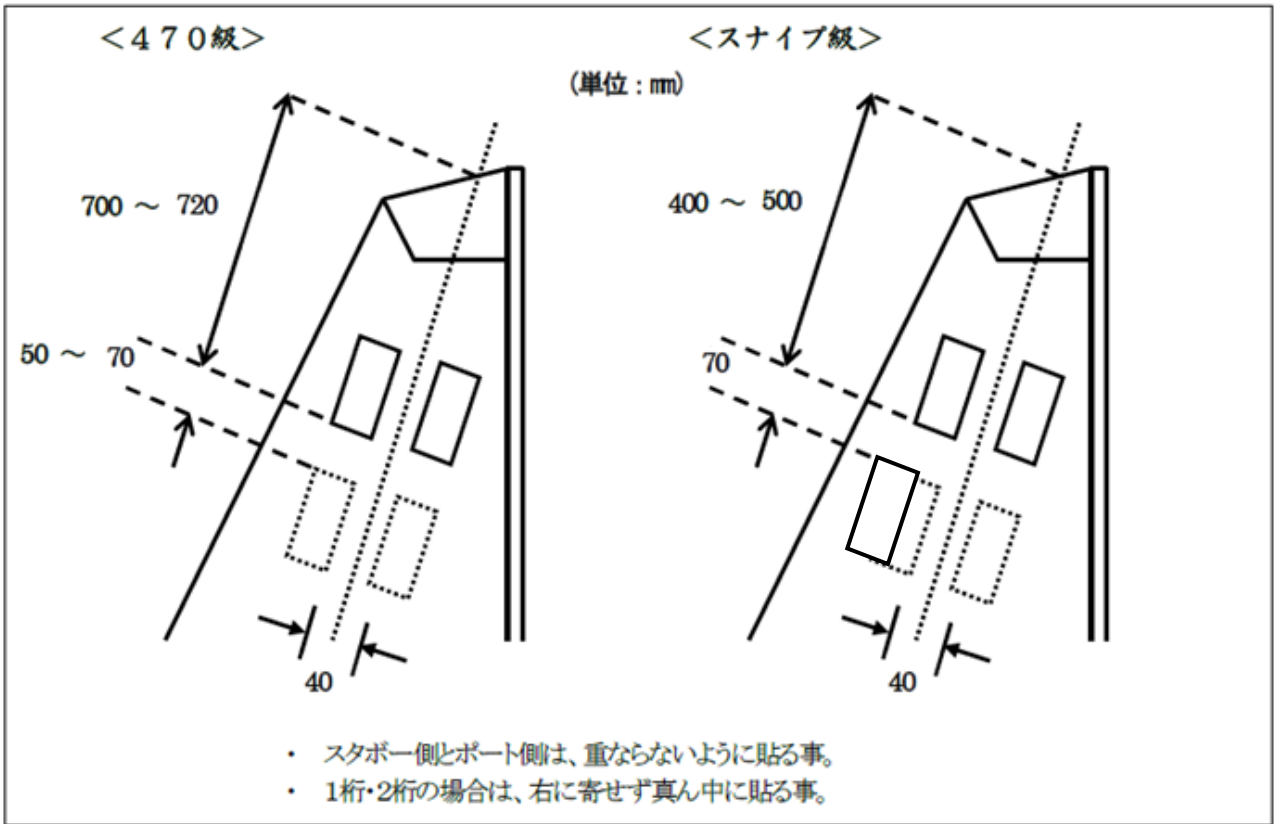 ＜４７０級＞
＜スナイプ級＞
(単位：㎜)
700 ～ 720
50 ～ 70
40
400 ～ 500
70
40
・ スタボー側とポート側は、重ならないように貼る事。
・ 1桁・2桁の場合は、右に寄せず真ん中に貼る事。